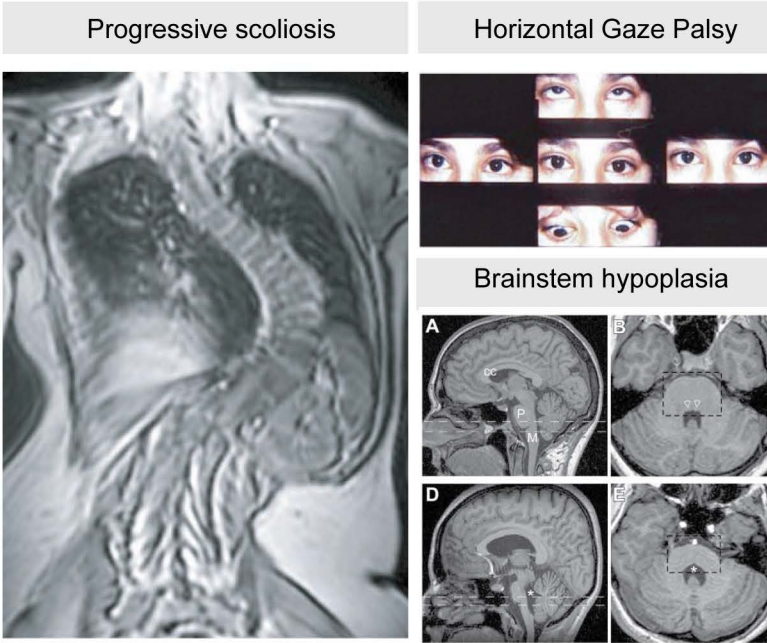 Progressive scoliosis
Horizontal Gaze Palsy
Brainstem hypoplasia
A
B
cc
P
M
D
E
*
*
*